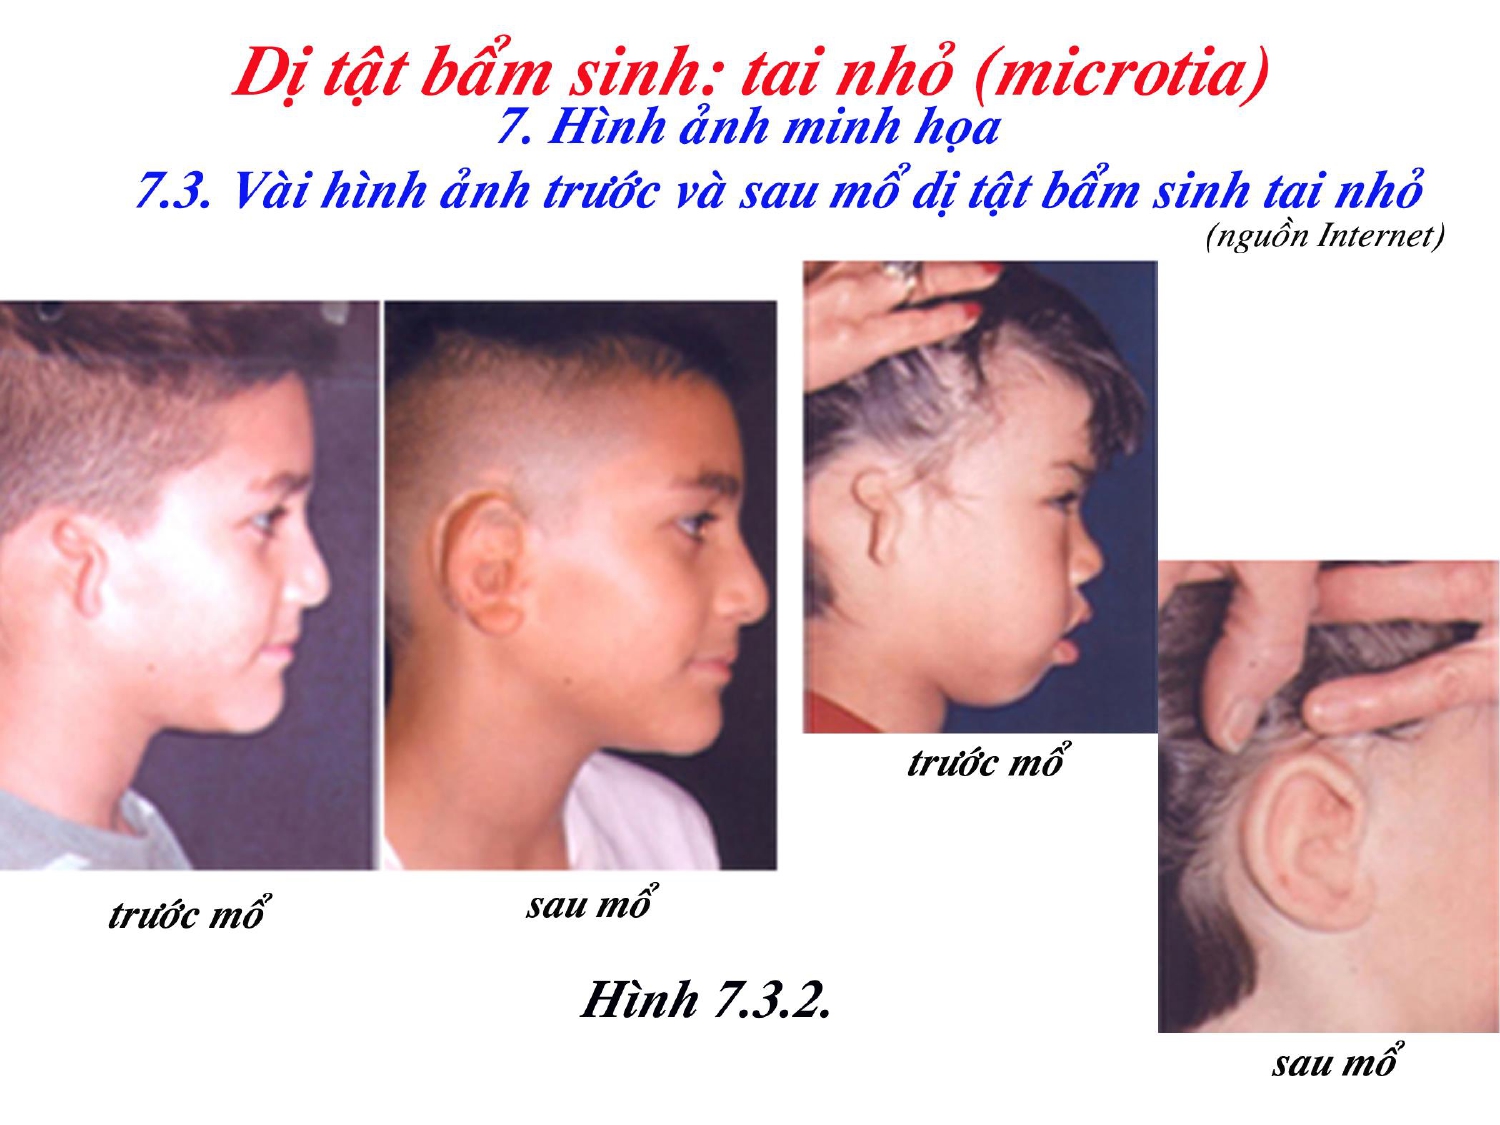 Dị tật bẩm sinh: tai nhỏ (microtia)
7. Hình ảnh minh họa
7.3. Vài hình ảnh trước và sau mổ dị tật bẩm sinh tai nhỏ
(nguồn Internet)
trước mổ
sau mổ
trước mổ
sau mổ
Hình 7.3.2.